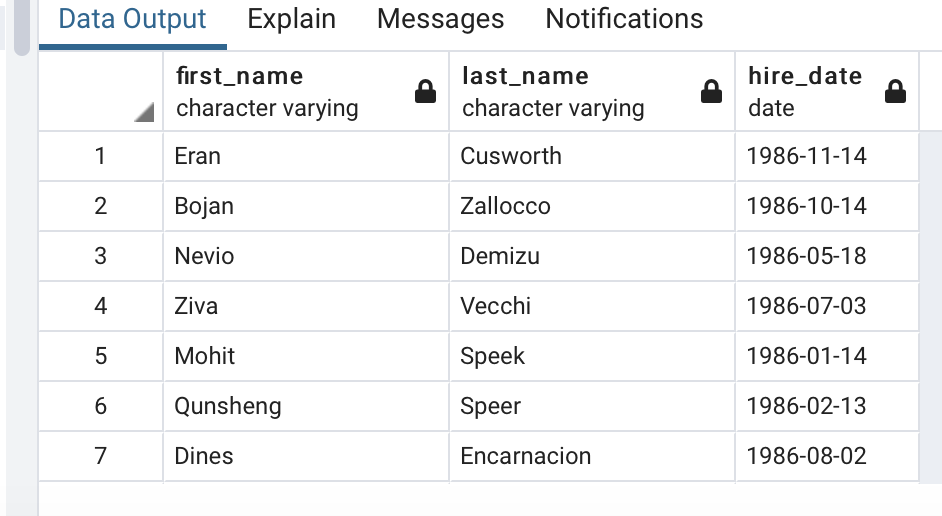 Data Output Explain Messages Notifications
first_name last_name hire_date
character varying character varying date
1 Eran Cusworth 1986-11-14
2 Bojan Zallocco 1986-10-14
3 Nevio Demizu 1986-05-18
4 Ziva Vecchi 1986-07-03
5 Mohit Speek 1986-01-14
6 Qunsheng Speer 1986-02-13
7 Dines Encarnacion 1986-08-02